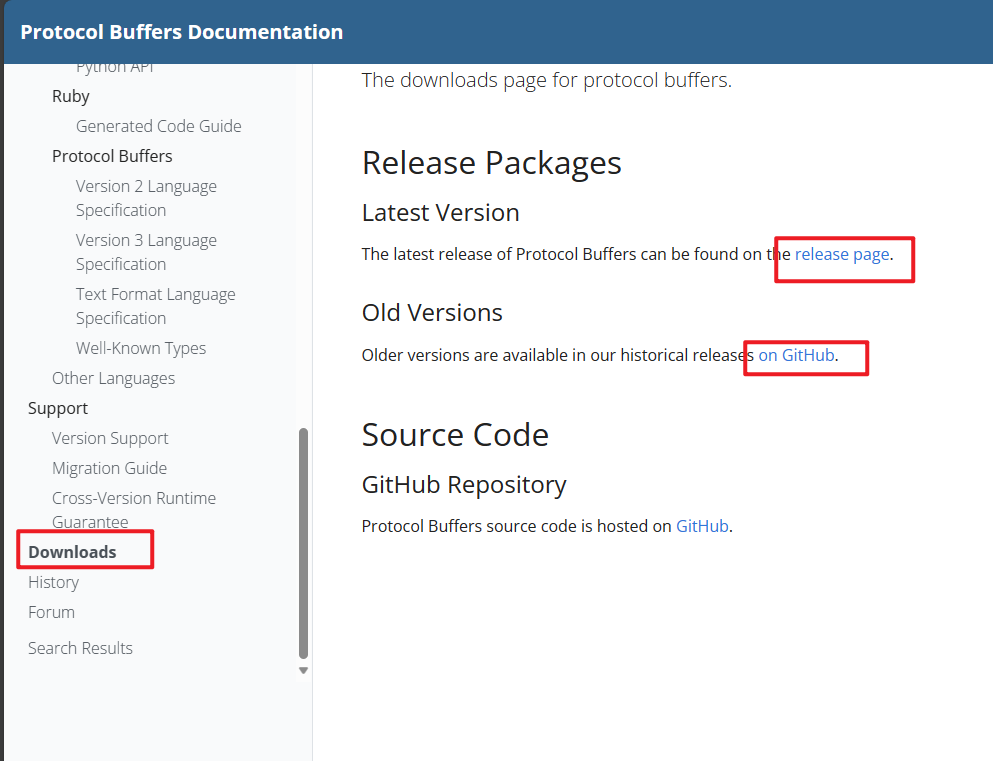 Protocol Buffers Documentation
Python API
Ruby
Generated Code Guide
Protocol Buffers
Version 2 Language
Specification
Version 3 Language
Specification
Text Format Language
Specification
Well-Known Types
Other Languages
Support
Version Support
Migration Guide
Cross-Version Runtime
Guarantee
Downloads
History
Forum
Search Results
The downloads page for protocol buffers.
Release Packages
Latest Version
The latest release of Protocol Buffers can be found on the release page.
Old Versions
Older versions are available in our historical releases on GitHub.
Source Code
GitHub Repository
Protocol Buffers source code is hosted on GitHub.